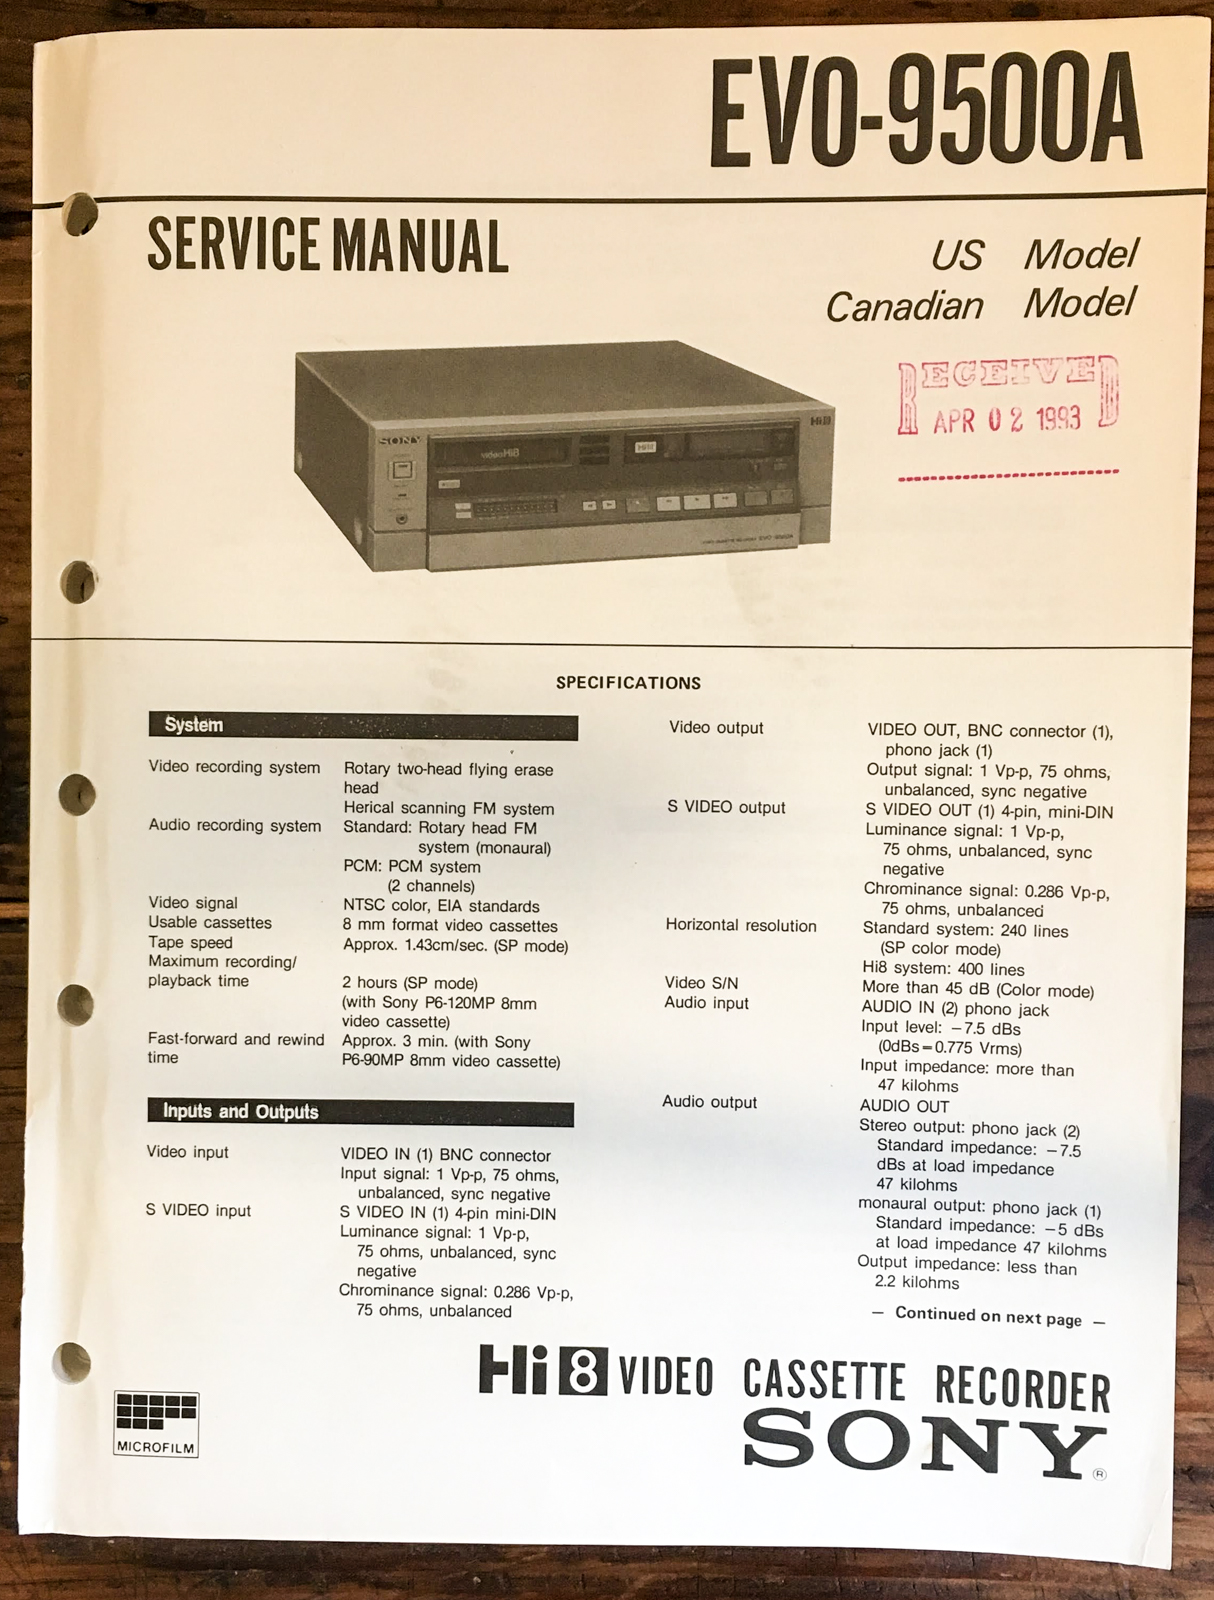 EVO-9500A
SERVICE MANUAL
US Model
Canadian Model
RECEIVED
APR 02 1993
SONY
Hi8
video Hi8
Hi8
EVO-9500A
SPECIFICATIONS
System
Video recording system Rotary two-head flying erase
head
Herical scanning FM system
Audio recording system Standard: Rotary head FM
system (monaural)
PCM: PCM system
(2 channels)
Video signal NTSC color, EIA standards
Usable cassettes 8 mm format video cassettes
Tape speed Approx. 1.43cm/sec. (SP mode)
Maximum recording/
playback time 2 hours (SP mode)
(with Sony P6-120MP 8mm
video cassette)
Fast-forward and rewind Approx. 3 min. (with Sony
time P6-90MP 8mm video cassette)
Inputs and Outputs
Video input VIDEO IN (1) BNC connector
Input signal: 1 Vp-p, 75 ohms,
unbalanced, sync negative
S VIDEO input S VIDEO IN (1) 4-pin mini-DIN
Luminance signal: 1 Vp-p,
75 ohms, unbalanced, sync
negative
Chrominance signal: 0.286 Vp-p,
75 ohms, unbalanced
Video output VIDEO OUT, BNC connector (1),
phono jack (1)
Output signal: 1 Vp-p, 75 ohms,
unbalanced, sync negative
S VIDEO output S VIDEO OUT (1) 4-pin, mini-DIN
Luminance signal: 1 Vp-p,
75 ohms, unbalanced, sync
negative
Chrominance signal: 0.286 Vp-p,
75 ohms, unbalanced
Horizontal resolution Standard system: 240 lines
(SP color mode)
Hi8 system: 400 lines
Video S/N More than 45 dB (Color mode)
Audio input AUDIO IN (2) phono jack
Input level: −7.5 dBs
(0dBs=0.775 Vrms)
Input impedance: more than
47 kilohms
Audio output AUDIO OUT
Stereo output: phono jack (2)
Standard impedance: −7.5
dBs at load impedance
47 kilohms
monaural output: phono jack (1)
Standard impedance: −5 dBs
at load impedance 47 kilohms
Output impedance: less than
2.2 kilohms
— Continued on next page —
Hi8 VIDEO CASSETTE RECORDER
SONY®
MICROFILM